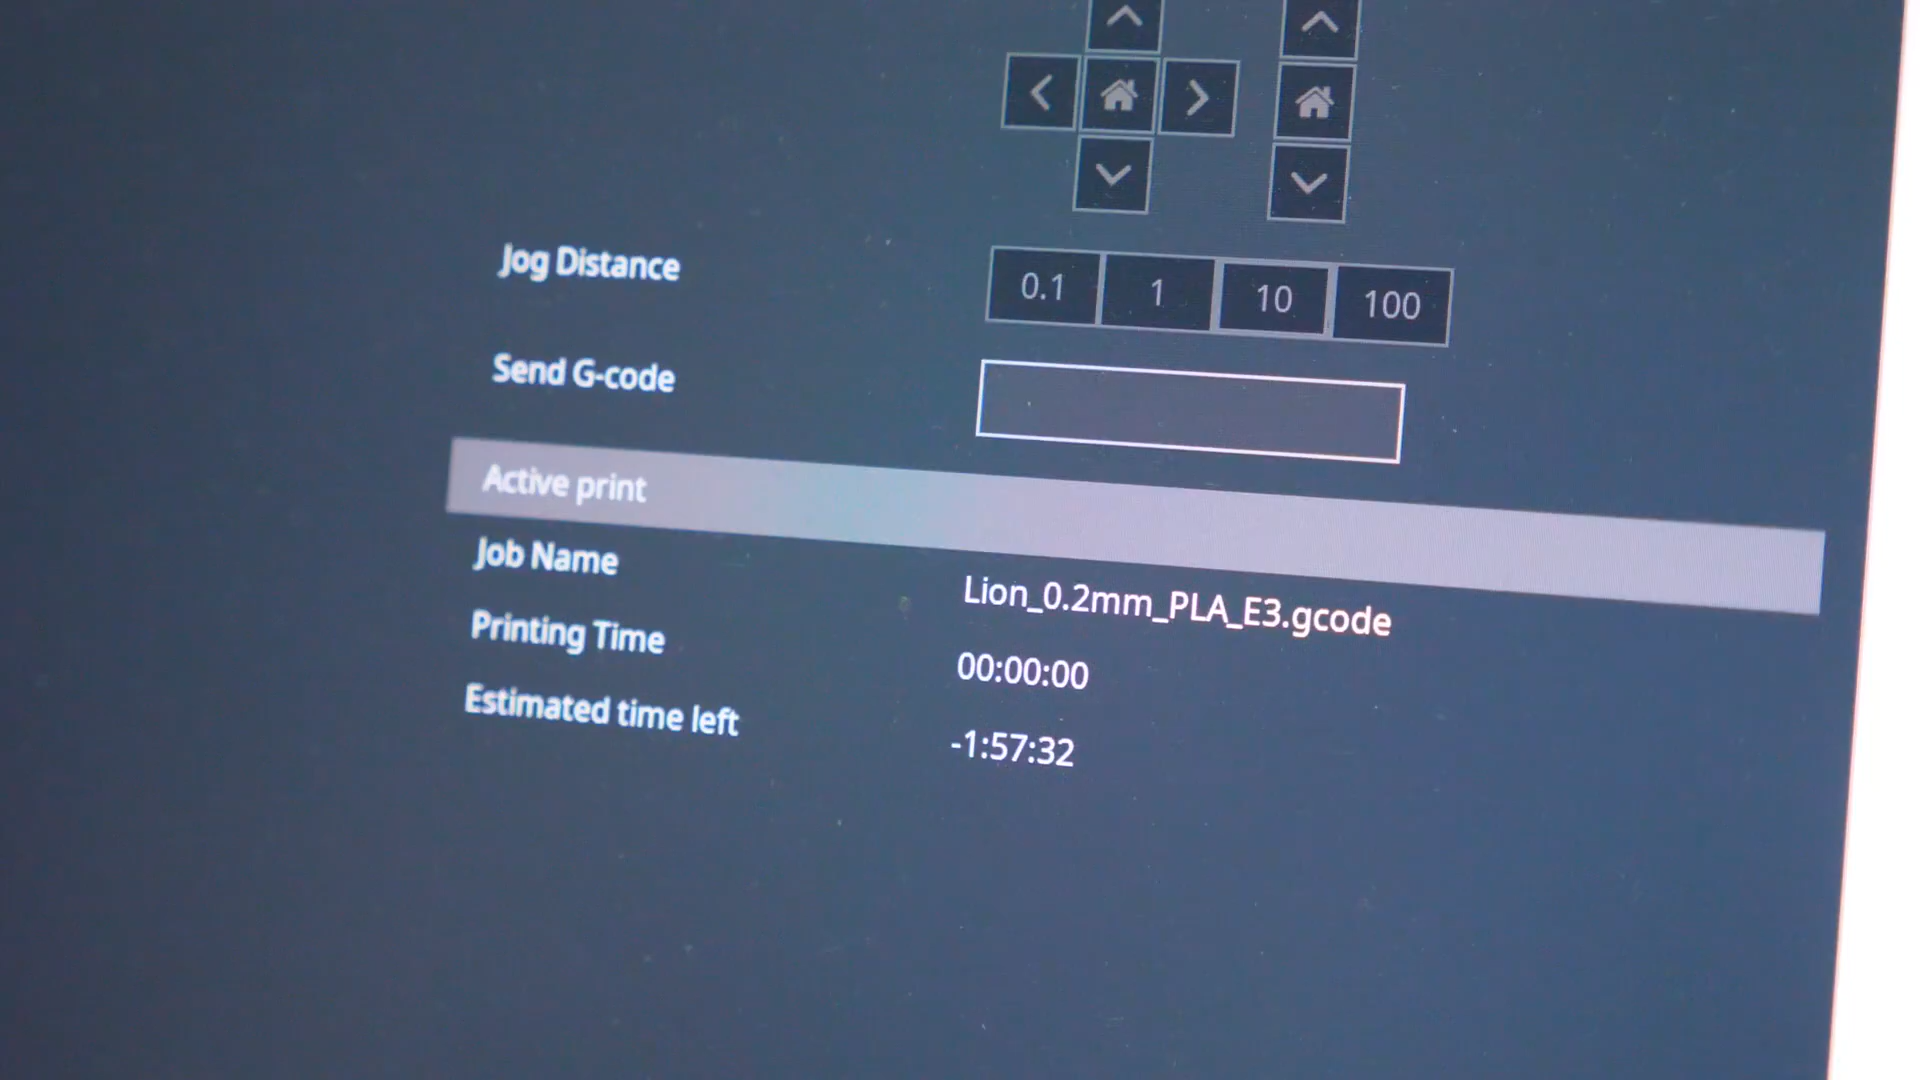 Jog Distance
0.1 1 10 100
Send G-code
Active print
Job Name Lion_0.2mm_PLA_E3.gcode
Printing Time 00:00:00
Estimated time left -1:57:32